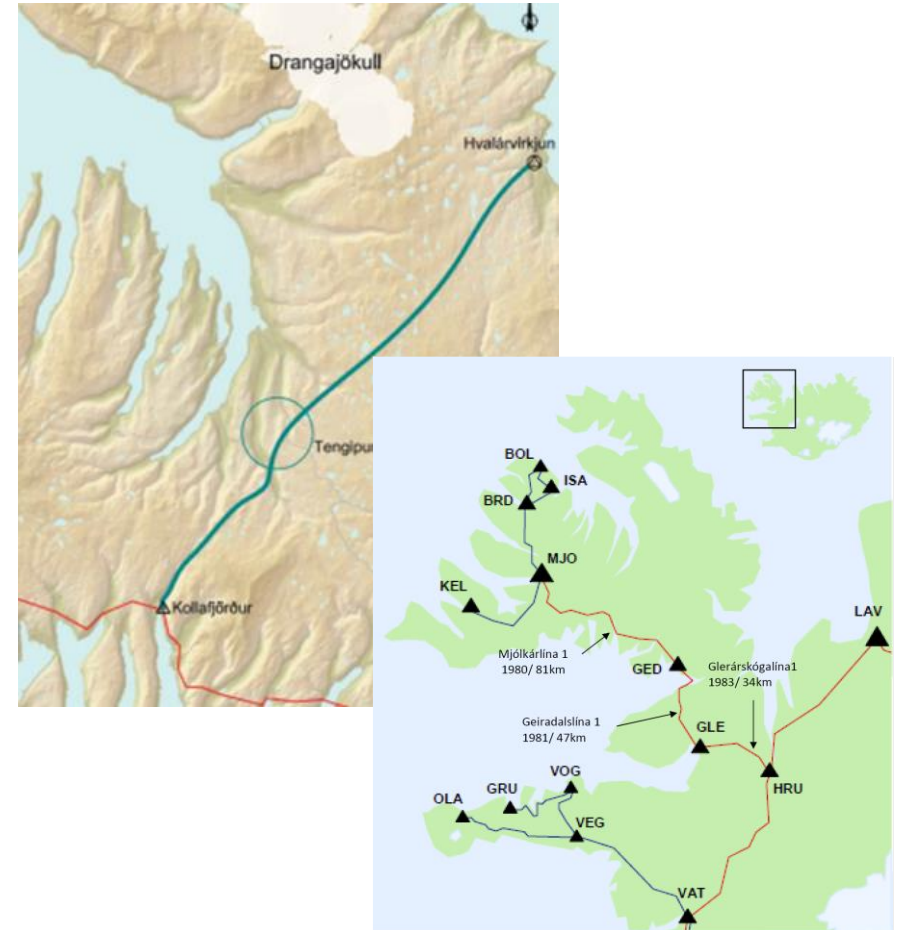 Drangajökull
Hvalárvirkjun
Kollafjörður
BOL
ISA
BRD
MJO
KEL
LAV
Mjólkárlína 1
1980/ 81km
GED
Glerárskógalína1
1983/ 34km
Geiradalslína 1
1981/ 47km
GLE
HRU
VOG
GRU
OLA
VEG
VAT